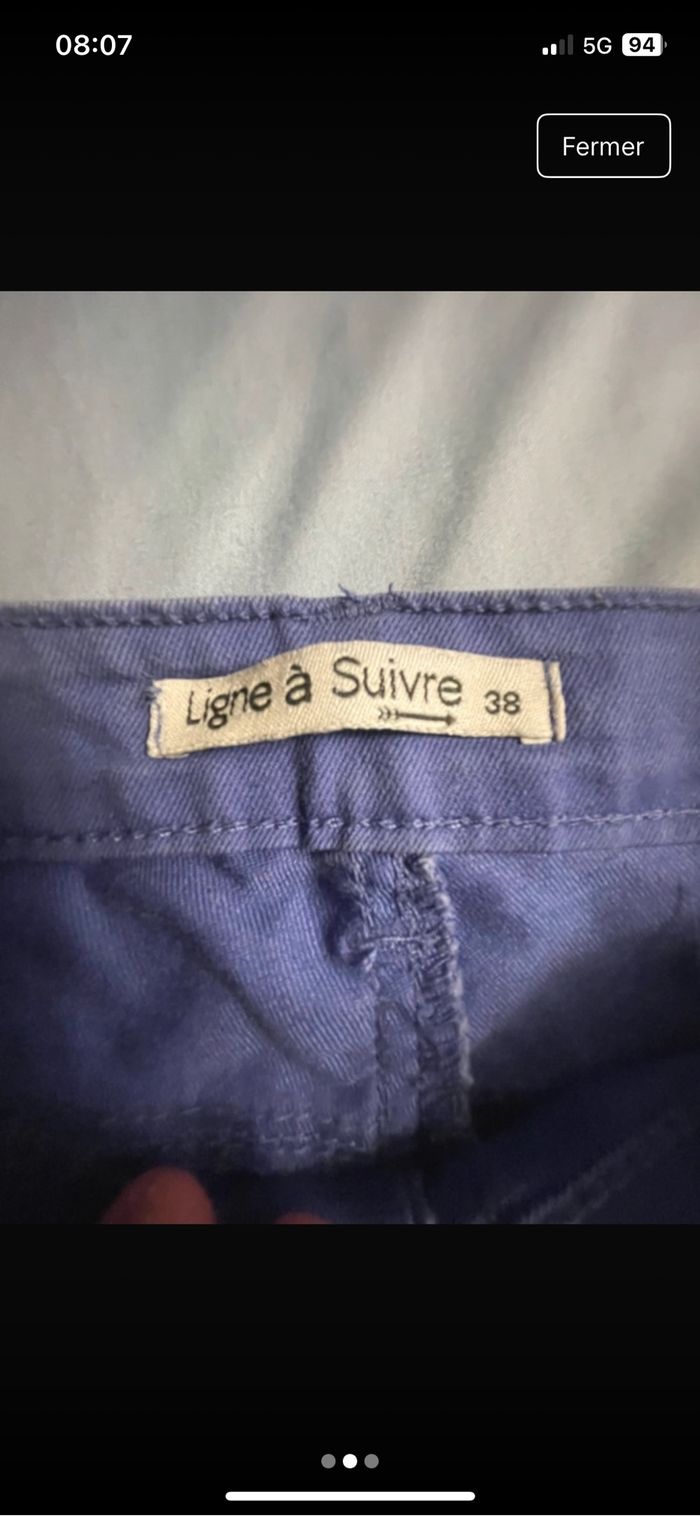 08:07 5G 94
Fermer
Ligne à Suivre 38